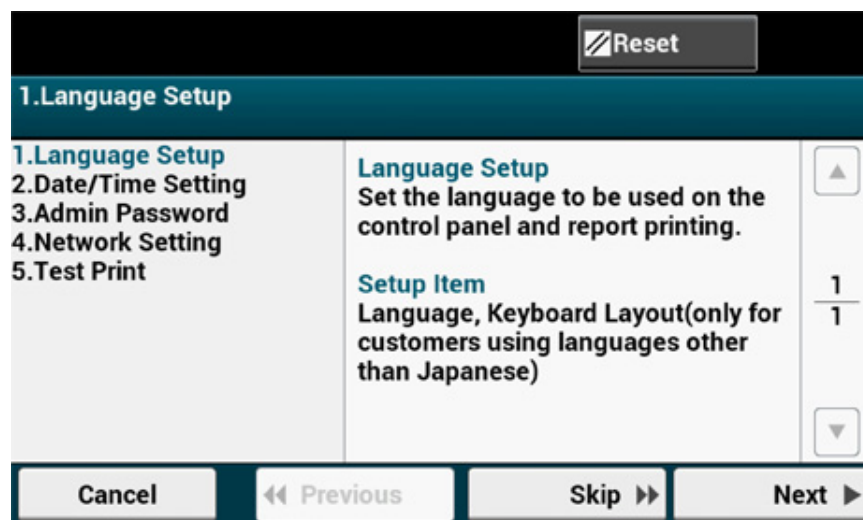 Reset
1.Language Setup
1.Language Setup
2.Date/Time Setting
3.Admin Password
4.Network Setting
5.Test Print
Language Setup
Set the language to be used on the
control panel and report printing.
Setup Item
Language, Keyboard Layout(only for
customers using languages other
than Japanese)
1
1
Cancel
Previous
Skip
Next